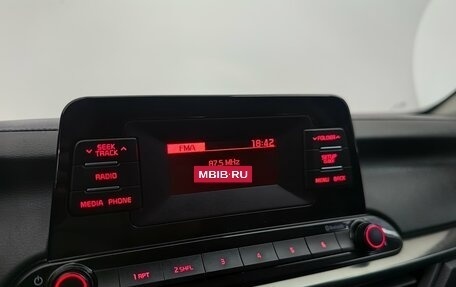 SEEK
TRACK
RADIO
MEDIA PHONE
FMA 18:42
87.5 MHz
MBIB.RU
FOLDER
SETUP
MENU BACK
1 RPT
2 SHFL
3
4
5
6